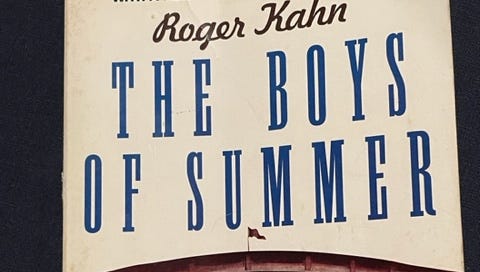 Roger Kahn
THE BOYS
OF SUMMER